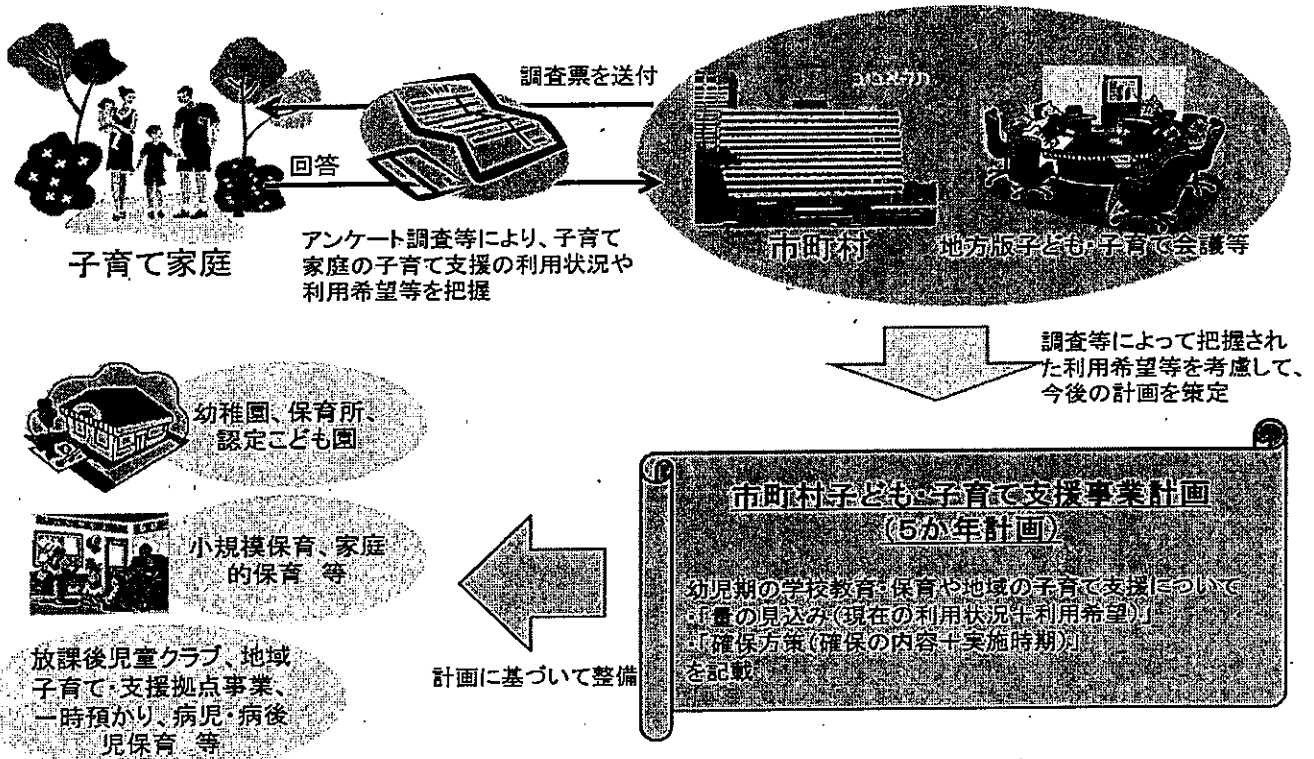 調査票を送付
回答
子育て家庭
アンケート調査等により、子育て
家庭の子育て支援の利用状況や
利用希望等を把握
市町村
地方版子ども・子育て会議等
調査等によって把握され
た利用希望等を考慮して、
今後の計画を策定
市町村子ども・子育て支援事業計画
(5か年計画)
幼児期の学校教育・保育や地域の子育て支援について
・「量の見込み(現在の利用状況+利用希望)」
・「確保方策(確保の内容+実施時期)」
を記載
計画に基づいて整備
幼稚園、保育所、
認定こども園
小規模保育、家庭
的保育 等
放課後児童クラブ、地域
子育て・支援拠点事業、
一時預かり、病児・病後
児保育 等